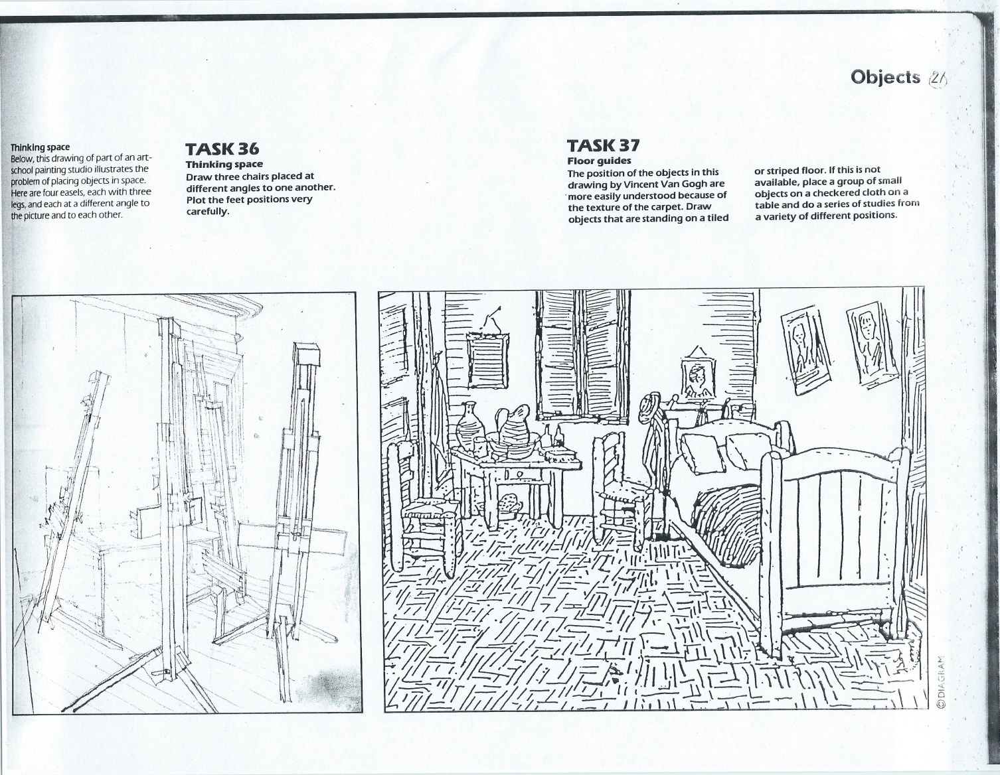 Objects 21
Thinking space
Below, this drawing of part of an art-
school painting studio illustrates the
problem of placing objects in space.
Here are four easels, each with three
legs, and each at a different angle to
the picture and to each other.
TASK 36
Thinking space
Draw three chairs placed at
different angles to one another.
Plot the feet positions very
carefully.
TASK 37
Floor guides
The position of the objects in this
drawing by Vincent Van Gogh are
more easily understood because of
the texture of the carpet. Draw
objects that are standing on a tiled
or striped floor. If this is not
available, place a group of small
objects on a checkered cloth on a
table and do a series of studies from
a variety of different positions.
©DIAGRAM